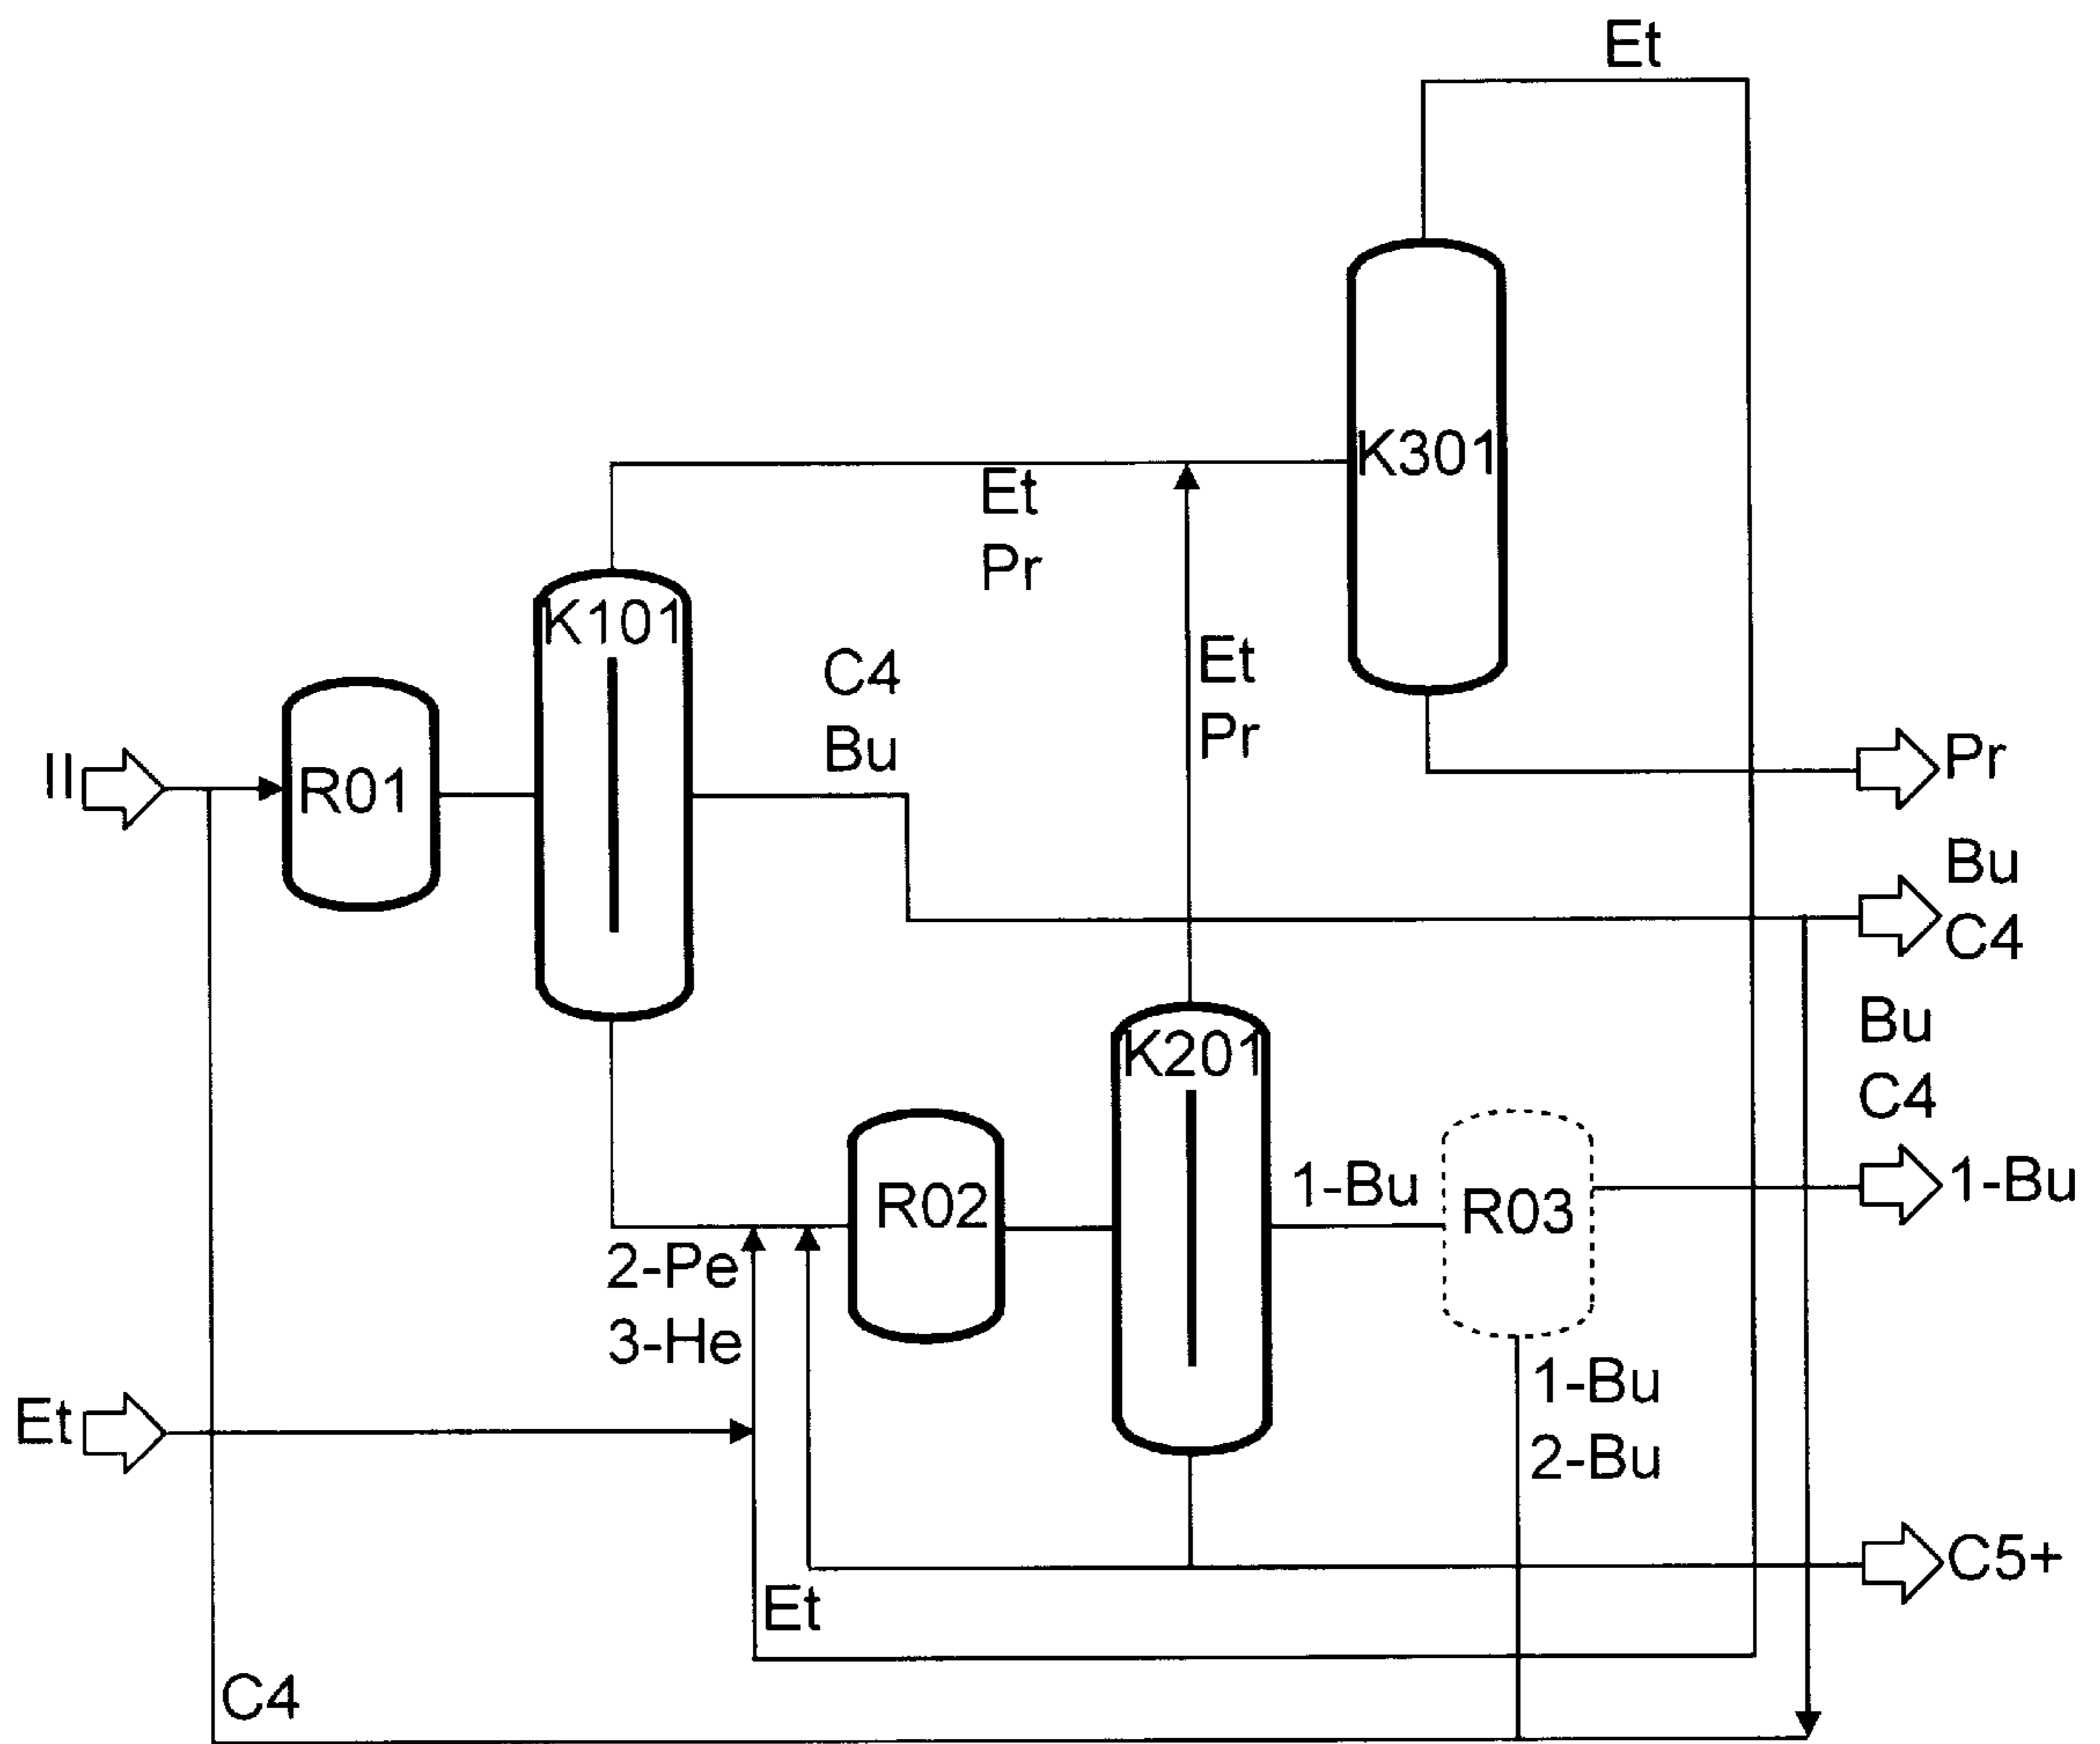 Et
K301
Et
Pr
K101
Et
Pr
C4
Bu
II
R01
Pr
Bu
C4
Bu
C4
K201
1-Bu
R03
1-Bu
R02
2-Pe
3-He
1-Bu
2-Bu
Et
C5+
Et
C4